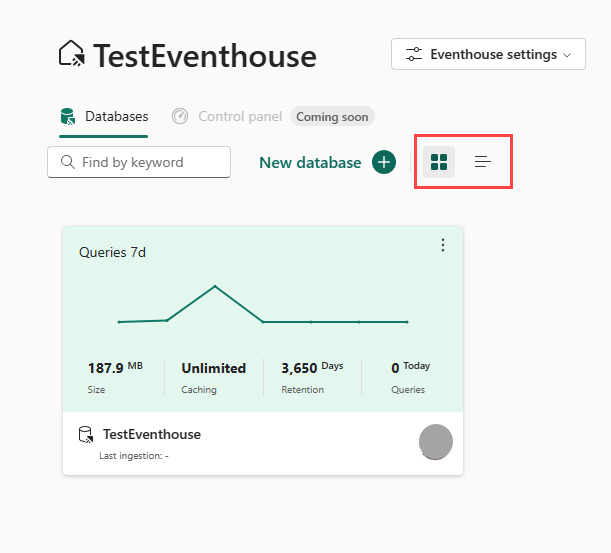 TestEventhouse
Eventhouse settings
Databases Control panel Coming soon
Find by keyword New database
Queries 7d
187.9 MB Unlimited 3,650 Days 0 Today
Size Caching Retention Queries
TestEventhouse
Last ingestion: -